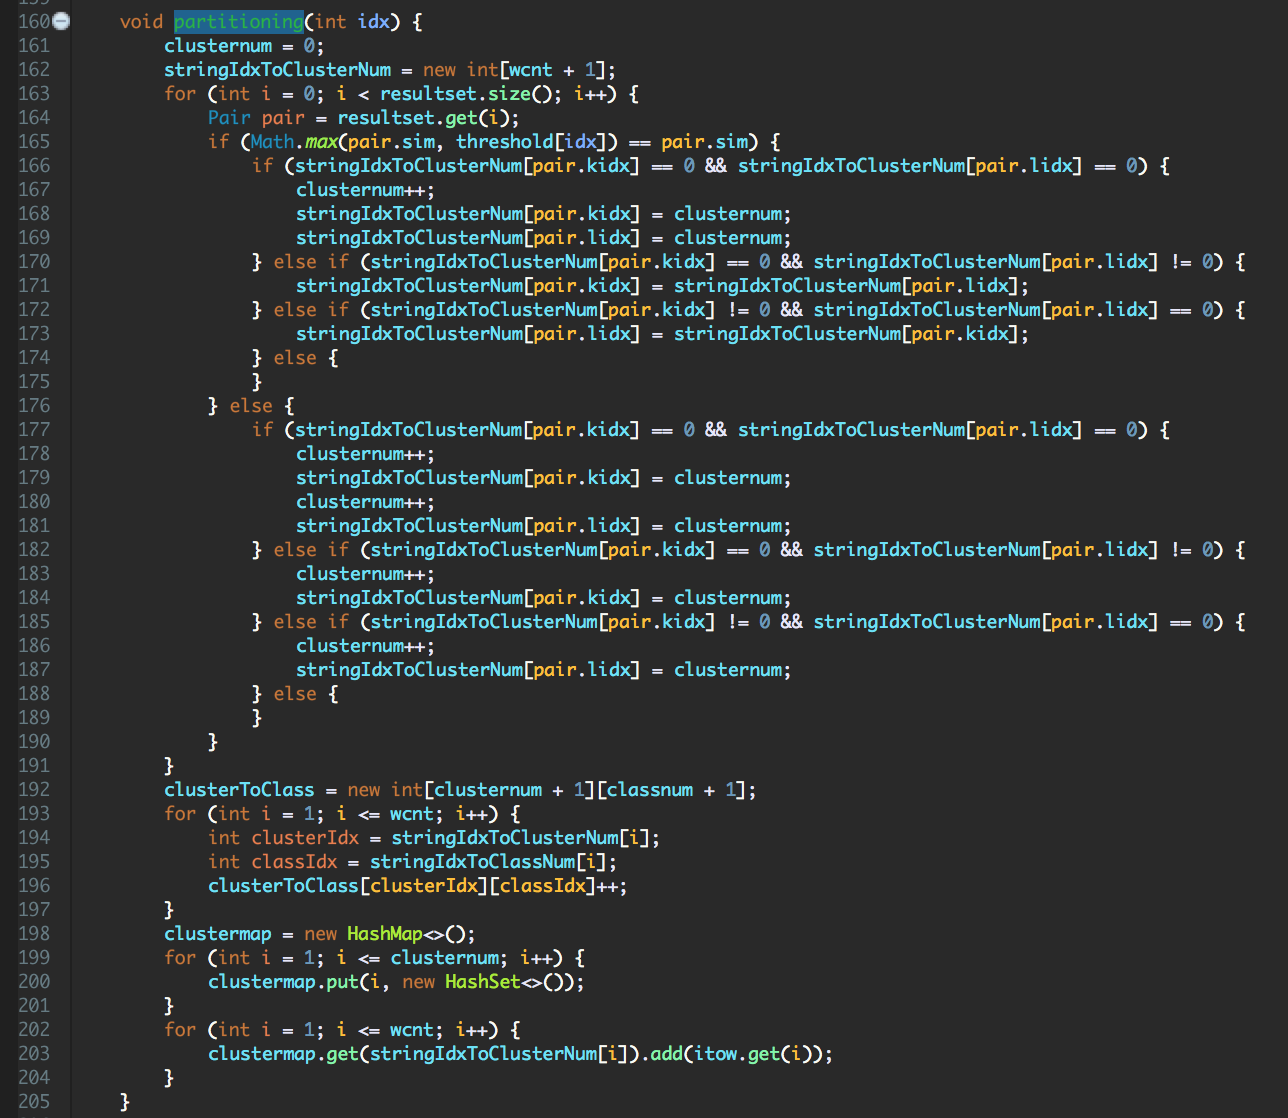 160 void partitioning(int idx) {
161 clusternum = 0;
162 stringIdxToClusterNum = new int[wcnt + 1];
163 for (int i = 0; i < resultset.size(); i++) {
164 Pair pair = resultset.get(i);
165 if (Math.max(pair.sim, threshold[idx]) == pair.sim) {
166 if (stringIdxToClusterNum[pair.kidx] == 0 && stringIdxToClusterNum[pair.lidx] == 0) {
167 clusternum++;
168 stringIdxToClusterNum[pair.kidx] = clusternum;
169 stringIdxToClusterNum[pair.lidx] = clusternum;
170 } else if (stringIdxToClusterNum[pair.kidx] == 0 && stringIdxToClusterNum[pair.lidx] != 0) {
171 stringIdxToClusterNum[pair.kidx] = stringIdxToClusterNum[pair.lidx];
172 } else if (stringIdxToClusterNum[pair.kidx] != 0 && stringIdxToClusterNum[pair.lidx] == 0) {
173 stringIdxToClusterNum[pair.lidx] = stringIdxToClusterNum[pair.kidx];
174 } else {
175 }
176 } else {
177 if (stringIdxToClusterNum[pair.kidx] == 0 && stringIdxToClusterNum[pair.lidx] == 0) {
178 clusternum++;
179 stringIdxToClusterNum[pair.kidx] = clusternum;
180 clusternum++;
181 stringIdxToClusterNum[pair.lidx] = clusternum;
182 } else if (stringIdxToClusterNum[pair.kidx] == 0 && stringIdxToClusterNum[pair.lidx] != 0) {
183 clusternum++;
184 stringIdxToClusterNum[pair.kidx] = clusternum;
185 } else if (stringIdxToClusterNum[pair.kidx] != 0 && stringIdxToClusterNum[pair.lidx] == 0) {
186 clusternum++;
187 stringIdxToClusterNum[pair.lidx] = clusternum;
188 } else {
189 }
190 }
191 }
192 clusterToClass = new int[clusternum + 1][classnum + 1];
193 for (int i = 1; i <= wcnt; i++) {
194 int clusterIdx = stringIdxToClusterNum[i];
195 int classIdx = stringIdxToClassNum[i];
196 clusterToClass[clusterIdx][classIdx]++;
197 }
198 clustermap = new HashMap<>();
199 for (int i = 1; i <= clusternum; i++) {
200 clustermap.put(i, new HashSet<>());
201 }
202 for (int i = 1; i <= wcnt; i++) {
203 clustermap.get(stringIdxToClusterNum[i]).add(itow.get(i));
204 }
205 }